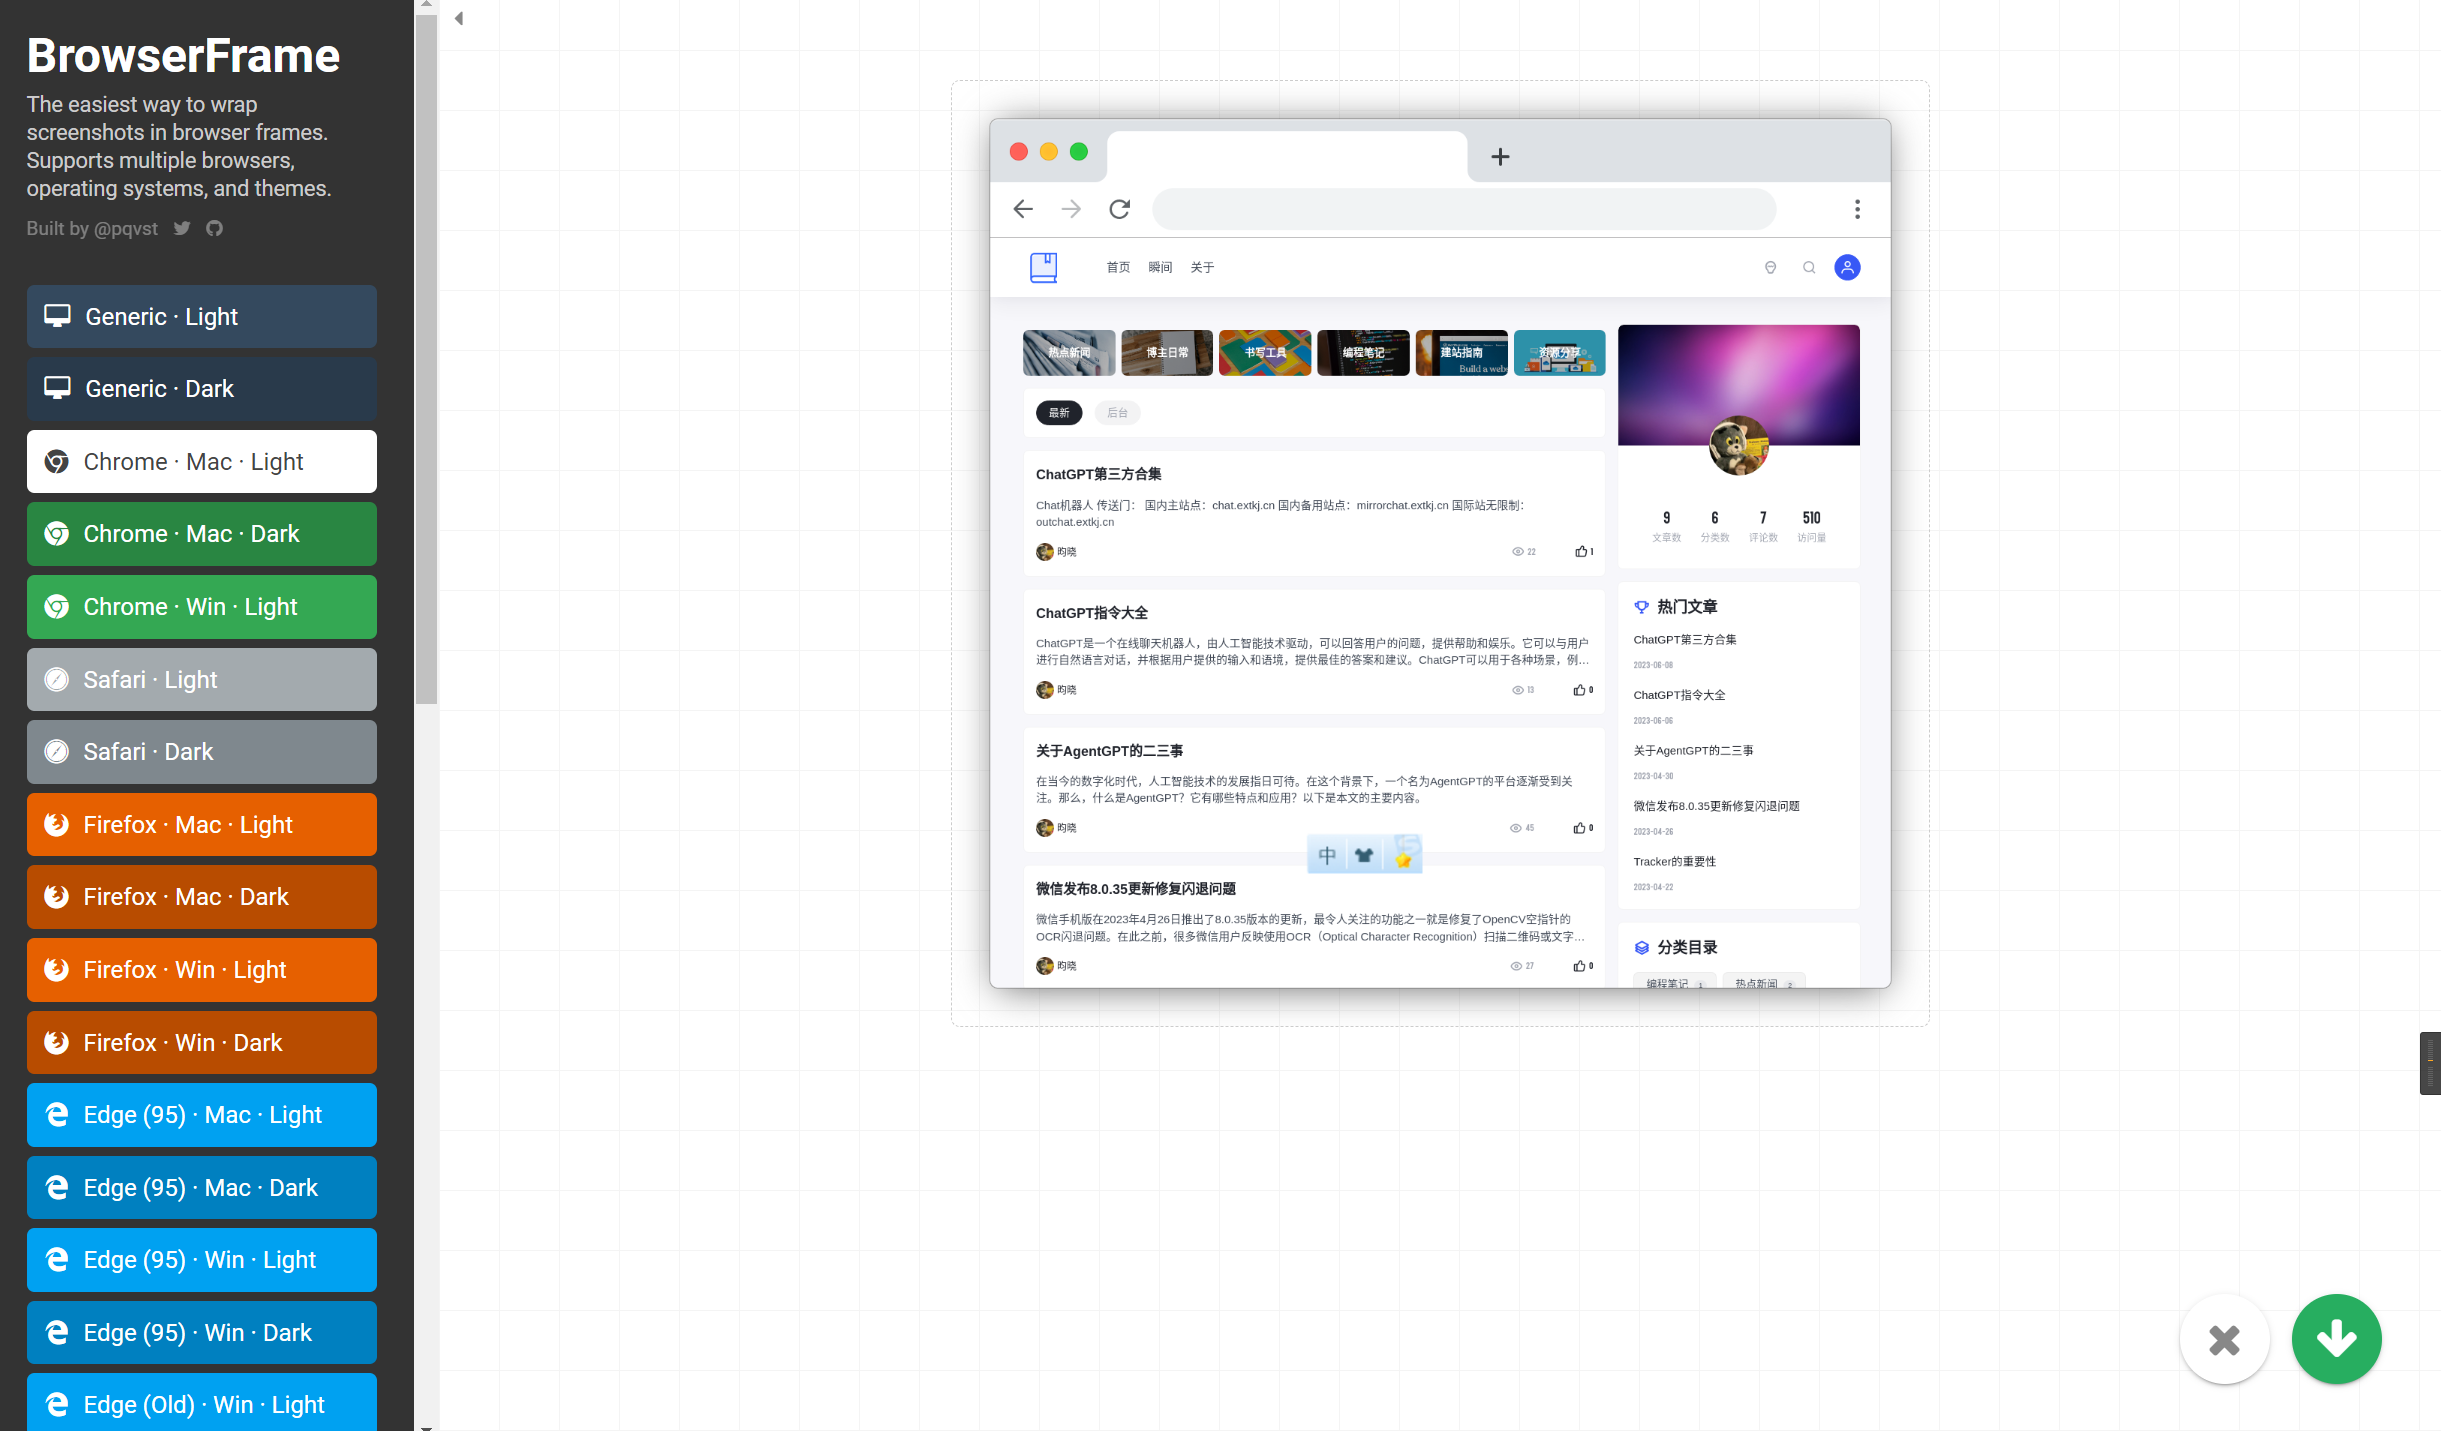 BrowserFrame
The easiest way to wrap
screenshots in browser frames.
Supports multiple browsers,
operating systems, and themes.
Built by @pqvst
Generic · Light
Generic · Dark
Chrome · Mac · Light
Chrome · Mac · Dark
Chrome · Win · Light
Safari · Light
Safari · Dark
Firefox · Mac · Light
Firefox · Mac · Dark
Firefox · Win · Light
Firefox · Win · Dark
Edge (95) · Mac · Light
Edge (95) · Mac · Dark
Edge (95) · Win · Light
Edge (95) · Win · Dark
Edge (Old) · Win · Light
首页 瞬间 关于
热点新闻 博主日常 书写工具 编程笔记 建站指南 资源分享
Build a webs
最新 后台
ChatGPT第三方合集
Chat机器人 传送门： 国内主站点：chat.extkj.cn 国内备用站点：mirrorchat.extkj.cn 国际站无限制：
outchat.extkj.cn
昀晓 22 1
ChatGPT指令大全
ChatGPT是一个在线聊天机器人，由人工智能技术驱动，可以回答用户的问题，提供帮助和娱乐。它可以与用户
进行自然语言对话，并根据用户提供的输入和语境，提供最佳的答案和建议。ChatGPT可以用于各种场景，例...
昀晓 13 0
关于AgentGPT的二三事
在当今的数字化时代，人工智能技术的发展指日可待。在这个背景下，一个名为AgentGPT的平台逐渐受到关
注。那么，什么是AgentGPT？它有哪些特点和应用？以下是本文的主要内容。
昀晓 45 0
中
微信发布8.0.35更新修复闪退问题
微信手机版在2023年4月26日推出了8.0.35版本的更新，最令人关注的功能之一就是修复了OpenCV空指针的
OCR闪退问题。在此之前，很多微信用户反映使用OCR（Optical Character Recognition）扫描二维码或文字...
昀晓 27 0
9 6 7 510
文章数 分类数 评论数 访问量
热门文章
ChatGPT第三方合集
2023-06-08
ChatGPT指令大全
2023-06-06
关于AgentGPT的二三事
2023-04-30
微信发布8.0.35更新修复闪退问题
2023-04-26
Tracker的重要性
2023-04-22
分类目录
编程笔记 1 热点新闻 2